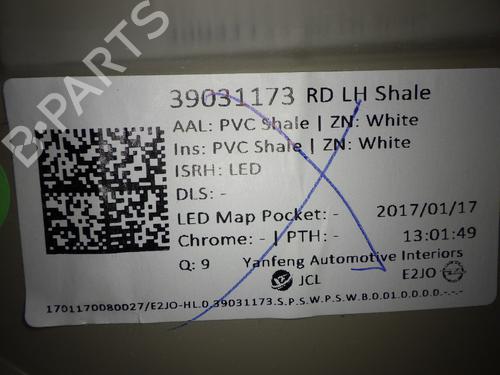 B-PARTS
39031173 RD LH Shale
AAL: PVC Shale | ZN: White
Ins: PVC Shale | ZN: White
ISRH: LED
DLS: -
LED Map Pocket: - 2017/01/17
Chrome: - | PTH: - 13:01:49
Q: 9 Yanfeng Automotive Interiors
JCL E2JO
1701170080027/E2JO-HL.0.39031173.S.P.S.W.P.S.W.B.0.01.0.D.0.D.-.-.-